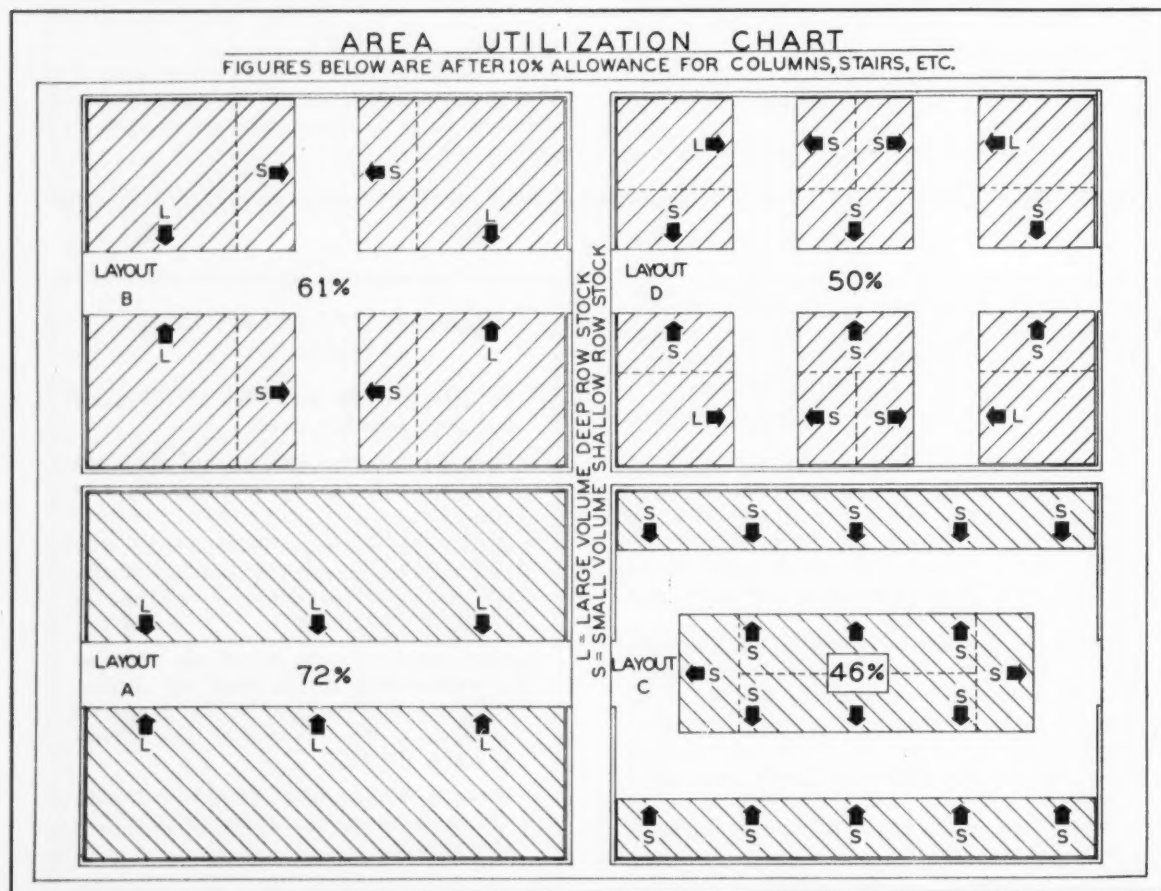 AREA UTILIZATION CHART
FIGURES BELOW ARE AFTER 10% ALLOWANCE FOR COLUMNS, STAIRS, ETC.
L
S
S
L
LAYOUT
B
61%
L
S
S
L
L
S
S
L
S
S
S
LAYOUT
D
50%
S
S
S
L
S
S
L
L = LARGE VOLUME DEEP ROW STOCK
S = SMALL VOLUME SHALLOW ROW STOCK
L
L
L
LAYOUT
A
72%
L
L
L
S
S
S
S
S
S
S
S
LAYOUT
C
S
46%
S
S
S
S
S
S
S
S